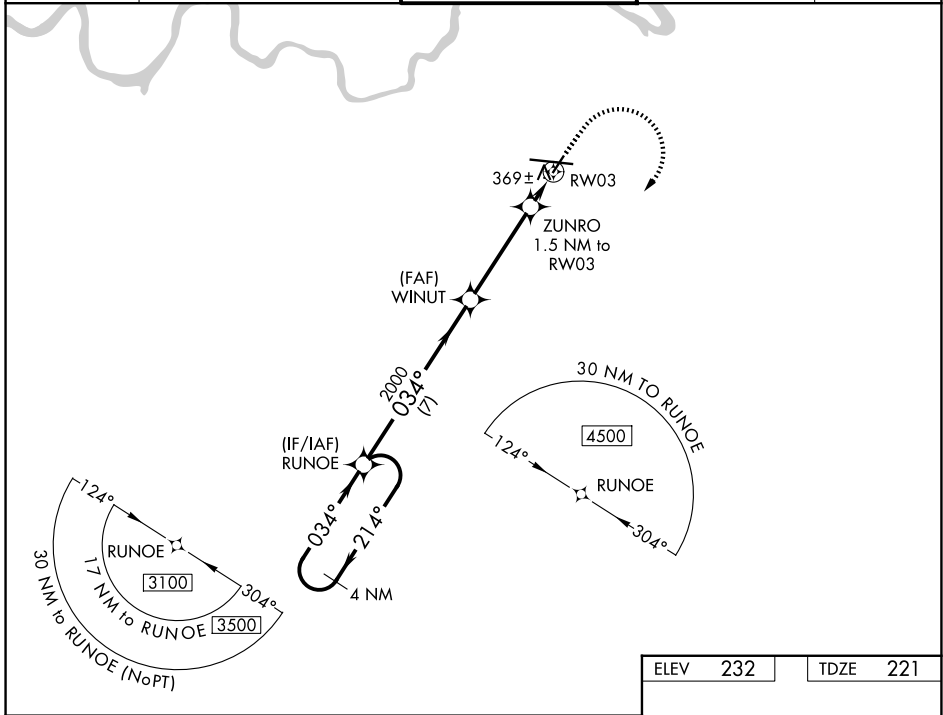 369±
RW03
ZUNRO
1.5 NM to
RW03
(FAF)
WINUT
2000
034°
(7)
(IF/IAF)
RUNOE
034°
214°
4 NM
30 NM TO RUNOE
4500
124°
RUNOE
304°
124°
RUNOE
3100
304°
17 NM to RUNOE
3500
30 NM to RUNOE (NoPT)
ELEV 232
TDZE 221